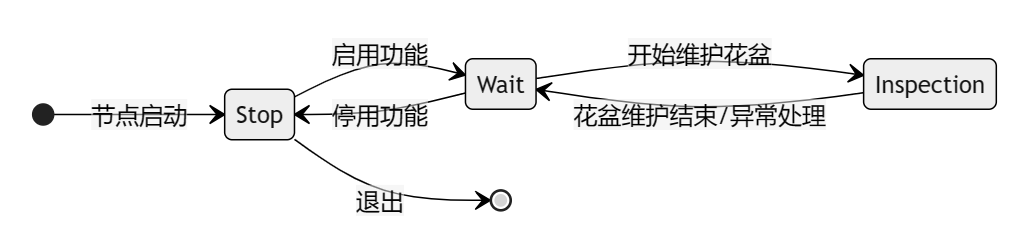 启用功能
开始维护花盆
Wait
Inspection
节点启动
Stop
停用功能
花盆维护结束/异常处理
退出